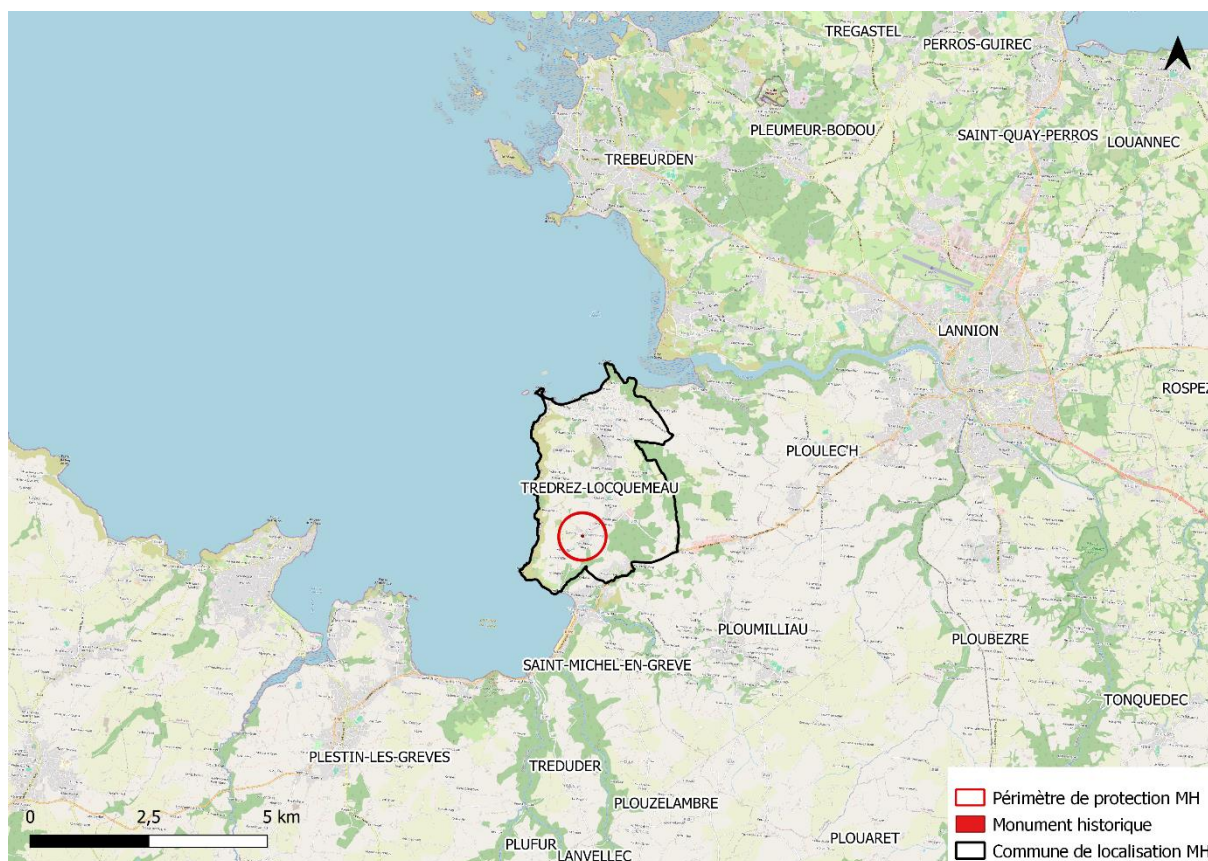 TREGASTEL
PERROS-GUIREC
PLEUMEUR-BODOU
SAINT-QUAY-PERROS
LOUANNEC
TREBEURDEN
LANNION
ROSPEZ
PLOULEC'H
TREDREZ-LOCQUEMEAU
PLOUMILLIAU
PLOUBEZRE
SAINT-MICHEL-EN-GREVE
TONQUEDEC
PLESTIN-LES-GREVES
TREDUDER
PLOUZELAMBRE
PLOUARET
PLUFUR
LANVELLEC
0 2,5 5 km
Périmètre de protection MH
Monument historique
Commune de localisation MH